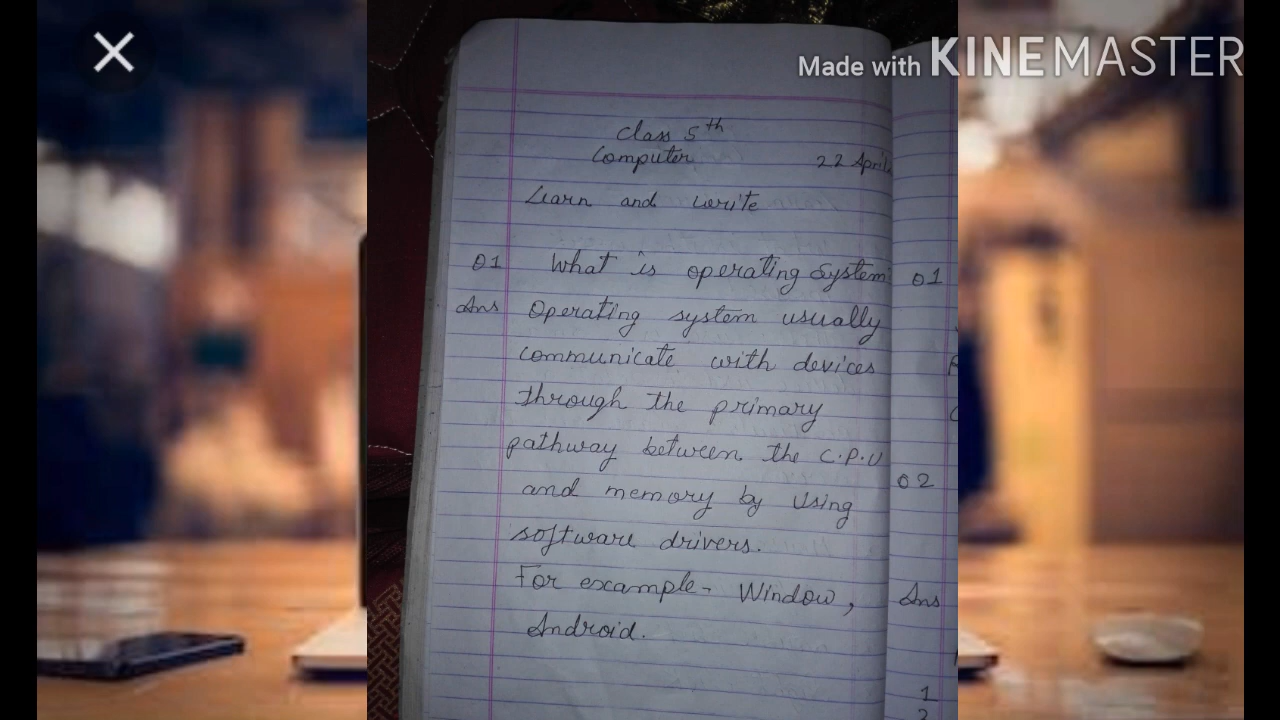 Made with KINEMASTER
Class 5th
Computer 22 April
Learn and write
01 What is operating System
Ans Operating system usually
communicate with devices
through the primary
pathway between the C.P.U
and memory by using
software drivers.
For example- Window,
Android.
01
02
Ans
1
2